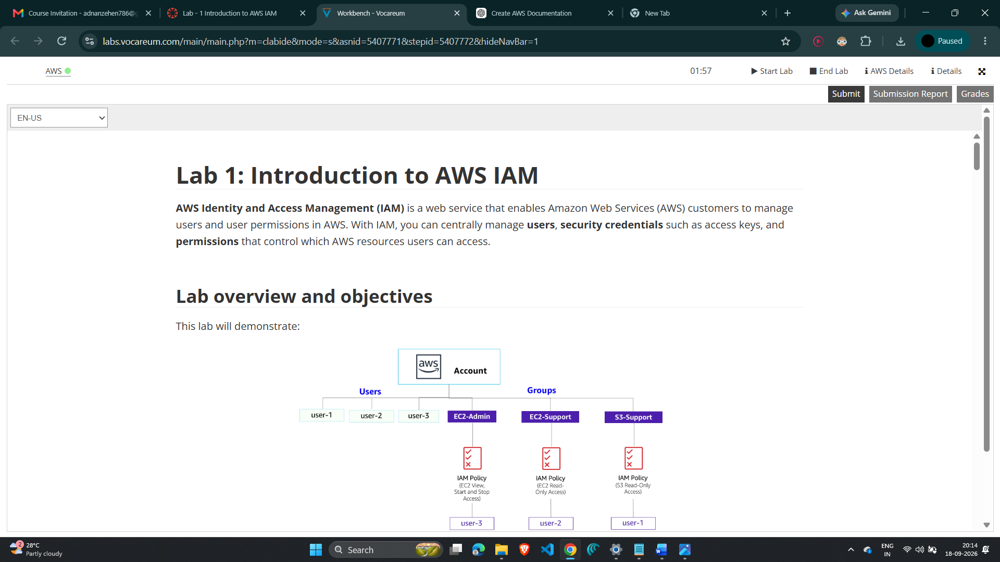 Course Invitation - adnanzehen786@g
Lab - 1 Introduction to AWS IAM
Workbench - Vocareum
Create AWS Documentation
New Tab
Ask Gemini
labs.vocareum.com/main/main.php?m=clabide&mode=s&asnid=5407771&stepid=5407772&hideNavBar=1
Paused
AWS
01:57
Start Lab
End Lab
AWS Details
Details
Submit
Submission Report
Grades
EN-US
Lab 1: Introduction to AWS IAM
AWS Identity and Access Management (IAM) is a web service that enables Amazon Web Services (AWS) customers to manage
users and user permissions in AWS. With IAM, you can centrally manage users, security credentials such as access keys, and
permissions that control which AWS resources users can access.
Lab overview and objectives
This lab will demonstrate:
aws
Account
Users
Groups
user-1
user-2
user-3
EC2-Admin
EC2-Support
S3-Support
IAM Policy
(EC2 View,
Start and Stop
Access)
IAM Policy
(EC2 Read-
Only Access)
IAM Policy
(S3 Read-Only
Access)
user-3
user-2
user-1
2
28°C
Partly cloudy
Search
ENG
IN
20:14
18-09-2026